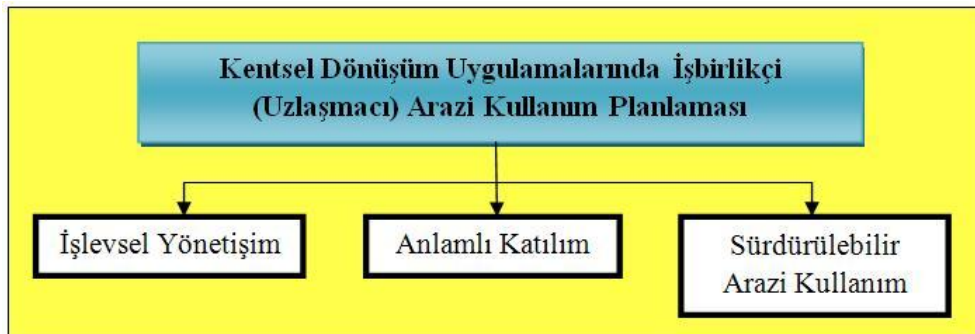 Kentsel Dönüşüm Uygulamalarında İşbirlikçi
(Uzlaşmacı) Arazi Kullanım Planlaması
İşlevsel Yönetişim
Anlamlı Katılım
Sürdürülebilir
Arazi Kullanım